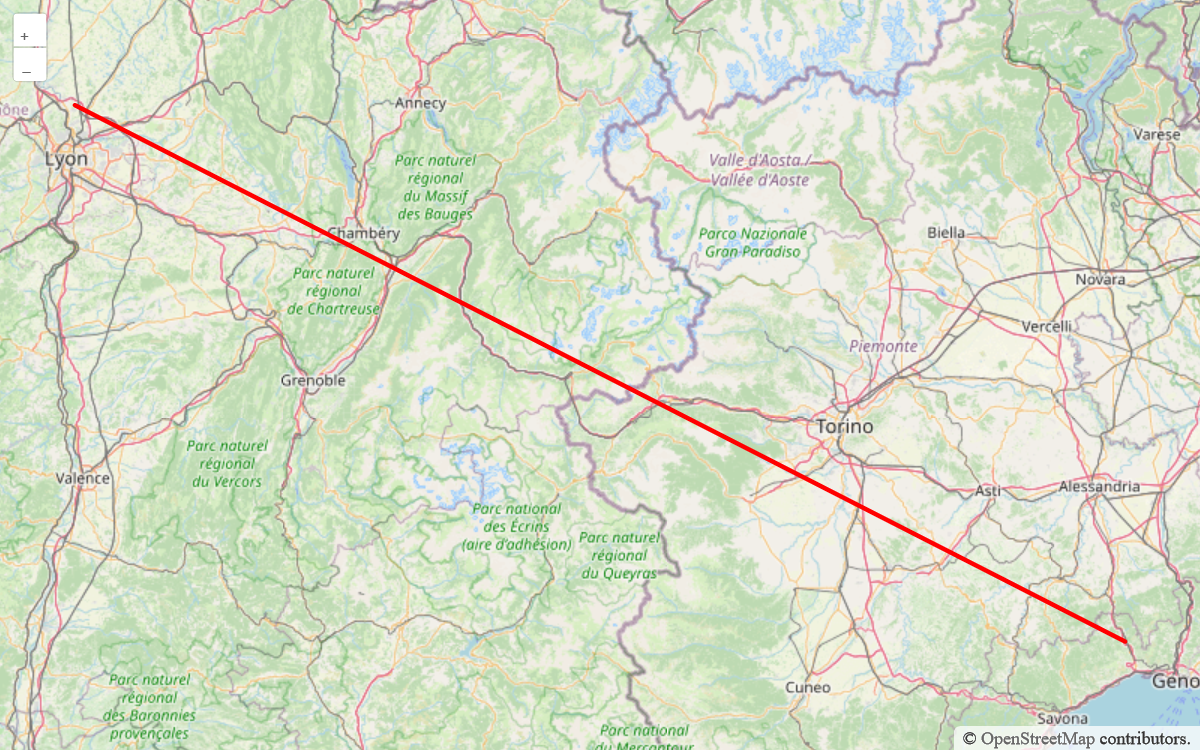 +
−
Annecy
Varese
Lyon
Parc naturel
régional
du Massif
des Bauges
Valle d'Aosta /
Vallée d'Aoste
Chambéry
Parco Nazionale
Gran Paradiso
Biella
Parc naturel
régional
de Chartreuse
Novara
Vercelli
Piemonte
Grenoble
Torino
Parc naturel
régional
du Vercors
Valence
Asti
Alessandria
Parc national
des Écrins
(aire d'adhésion)
Parc naturel
régional
du Queyras
Parc naturel
régional
des Baronnies
provençales
Cuneo
Geno
Savona
Parc national
du Mercantour
© OpenStreetMap contributors.